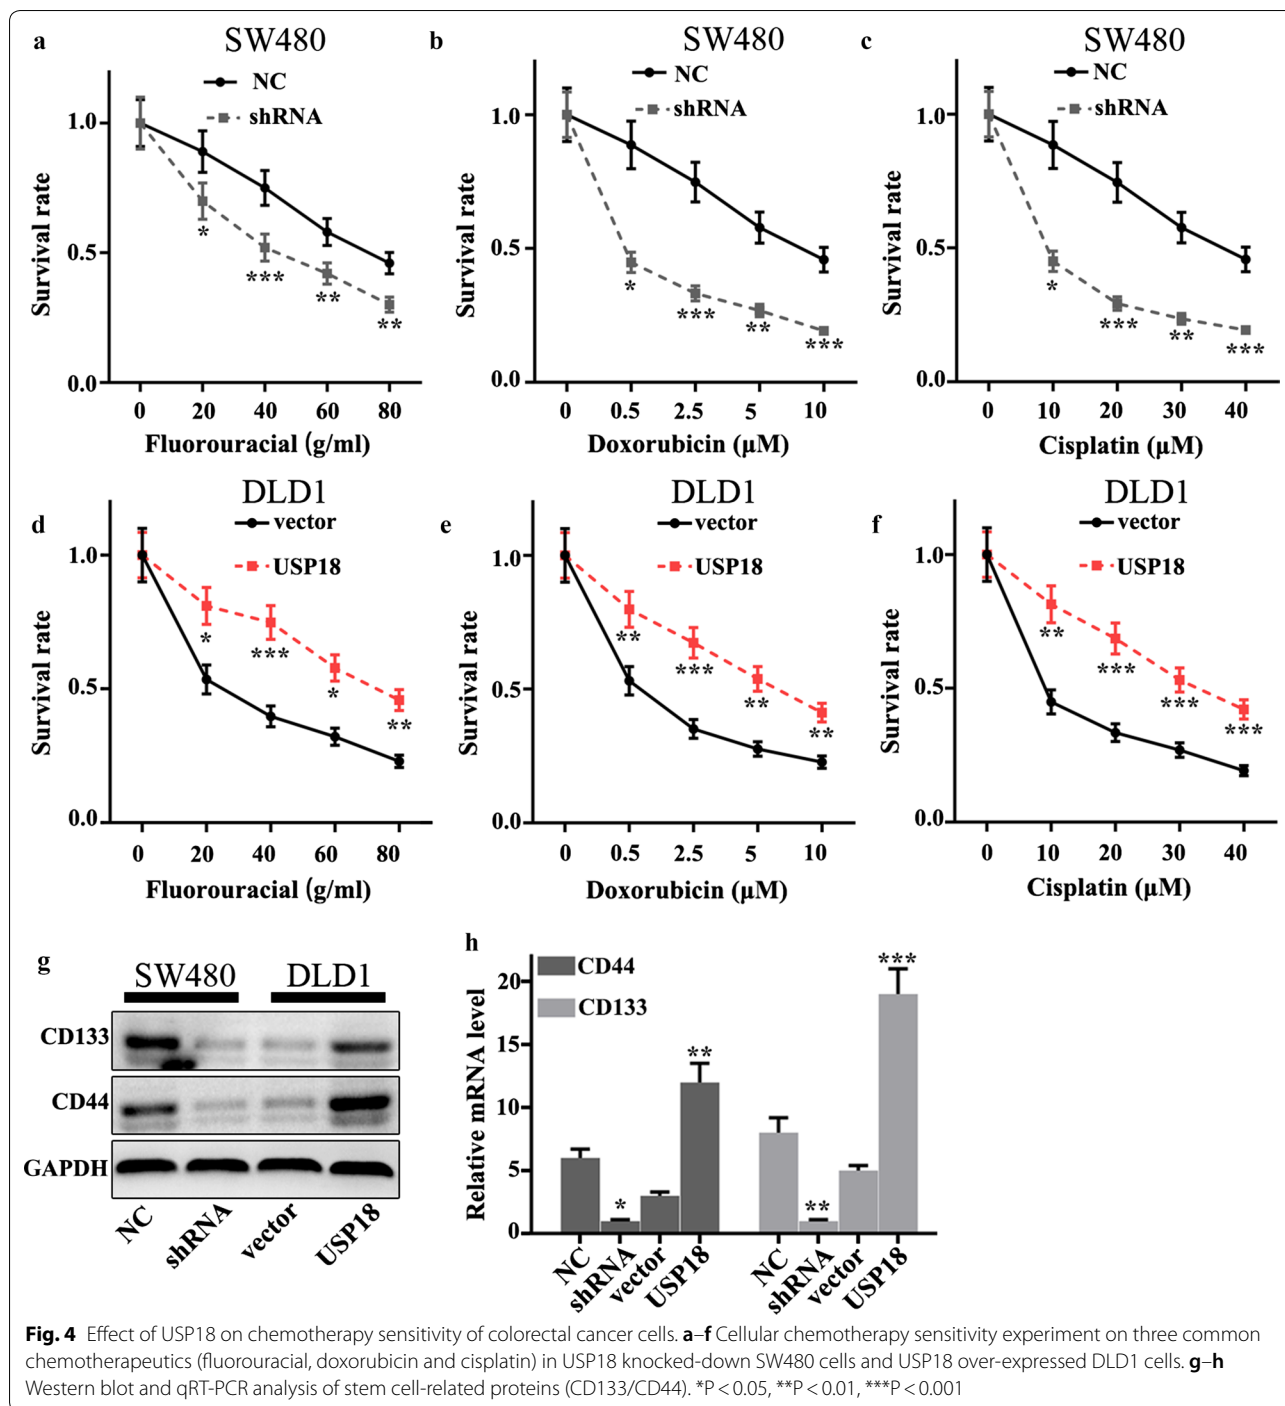 a
SW480
NC
shRNA
1.0
0.5
0.0
Survival rate
*
***
**
**
0 20 40 60 80
Fluorouracial (g/ml)
b
SW480
NC
shRNA
1.0
0.5
0.0
Survival rate
*
***
**
***
0 0.5 2.5 5 10
Doxorubicin (μM)
c
SW480
NC
shRNA
1.0
0.5
0.0
Survival rate
*
***
**
***
0 10 20 30 40
Cisplatin (μM)
d
DLD1
vector
USP18
1.0
0.5
0.0
Survival rate
*
***
*
**
0 20 40 60 80
Fluorouracial (g/ml)
e
DLD1
vector
USP18
1.0
0.5
0.0
Survival rate
**
***
**
**
0 0.5 2.5 5 10
Doxorubicin (μM)
f
DLD1
vector
USP18
1.0
0.5
0.0
Survival rate
**
***
***
***
0 10 20 30 40
Cisplatin (μM)
g
SW480 DLD1
CD133
CD44
GAPDH
NC shRNA vector USP18
h
CD44
CD133
20
15
10
5
0
Relative mRNA level
*
**
**
***
NC shRNA vector USP18 NC shRNA vector USP18
Fig. 4 Effect of USP18 on chemotherapy sensitivity of colorectal cancer cells. a–f Cellular chemotherapy sensitivity experiment on three common
chemotherapeutics (fluorouracial, doxorubicin and cisplatin) in USP18 knocked-down SW480 cells and USP18 over-expressed DLD1 cells. g–h
Western blot and qRT-PCR analysis of stem cell-related proteins (CD133/CD44). *P < 0.05, **P < 0.01, ***P < 0.001